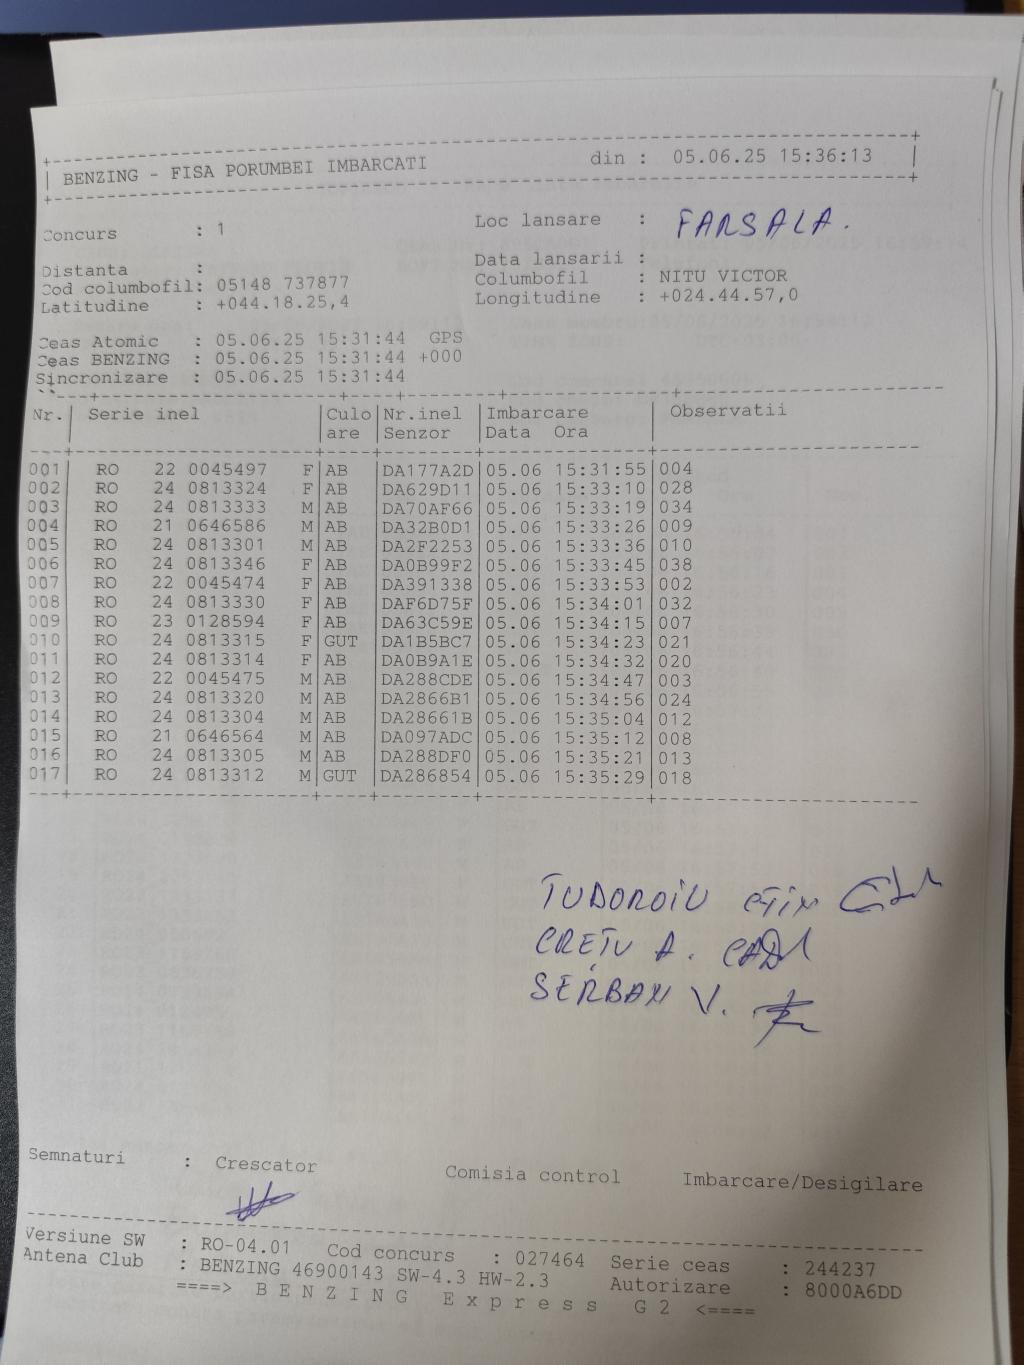 BENZING - FISA PORUMBEI IMBARCATI din : 05.06.25 15:36:13
Concurs : 1 Loc lansare : FARSALA.
Distanta : Data lansarii :
Cod columbofil: 05148 737877 Columbofil : NITU VICTOR
Latitudine : +044.18.25,4 Longitudine : +024.44.57,0
Ceas Atomic : 05.06.25 15:31:44 GPS
Ceas BENZING : 05.06.25 15:31:44 +000
Sincronizare : 05.06.25 15:31:44
Nr. Serie inel Culo Nr.inel Imbarcare Observatii
are Senzor Data Ora
001 RO 22 0045497 F AB DA177A2D 05.06 15:31:55 004
002 RO 24 0813324 F AB DA629D11 05.06 15:33:10 028
003 RO 24 0813333 M AB DA70AF66 05.06 15:33:19 034
004 RO 21 0646586 M AB DA32B0D1 05.06 15:33:26 009
005 RO 24 0813301 M AB DA2F2253 05.06 15:33:36 010
006 RO 24 0813346 F AB DA0B99F2 05.06 15:33:45 038
007 RO 22 0045474 F AB DA391338 05.06 15:33:53 002
008 RO 24 0813330 F AB DAF6D75F 05.06 15:34:01 032
009 RO 23 0128594 F AB DA63C59E 05.06 15:34:15 007
010 RO 24 0813315 F GUT DA1B5BC7 05.06 15:34:23 021
011 RO 24 0813314 F AB DA0B9A1E 05.06 15:34:32 020
012 RO 22 0045475 M AB DA288CDE 05.06 15:34:47 003
013 RO 24 0813320 M AB DA2866B1 05.06 15:34:56 024
014 RO 24 0813304 M AB DA28661B 05.06 15:35:04 012
015 RO 21 0646564 M AB DA097ADC 05.06 15:35:12 008
016 RO 24 0813305 M AB DA288DF0 05.06 15:35:21 013
017 RO 24 0813312 M GUT DA286854 05.06 15:35:29 018
TUDOROIU
CREȚU A.
SERBAN V.
Semnaturi : Crescator Comisia control Imbarcare/Desigilare
Versiune SW : RO-04.01 Cod concurs : 027464 Serie ceas : 244237
Antena Club : BENZING 46900143 SW-4.3 HW-2.3 Autorizare : 8000A6DD
====> B E N Z I N G E x p r e s s G 2 <====